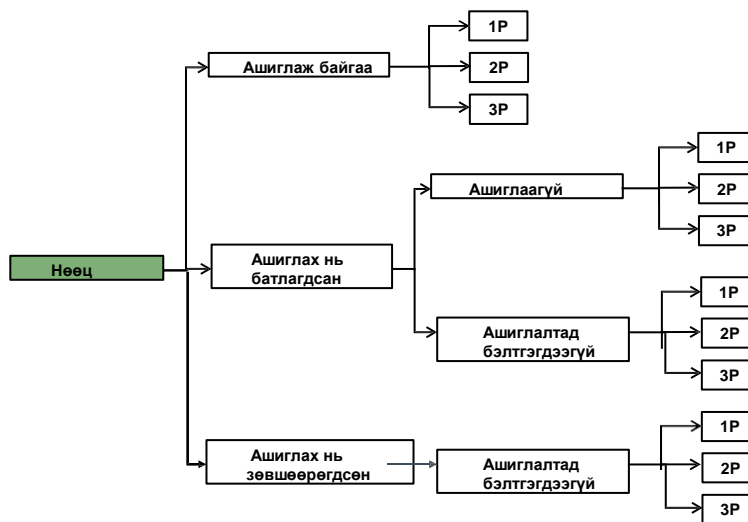 Нөөц
Ашиглаж байгаа
1P
2P
3P
Ашиглах нь
батлагдсан
Ашиглаагүй
1P
2P
3P
Ашиглалтад
бэлтгэгдээгүй
1P
2P
3P
Ашиглах нь
зөвшөөрөгдсөн
Ашиглалтад
бэлтгэгдээгүй
1P
2P
3P